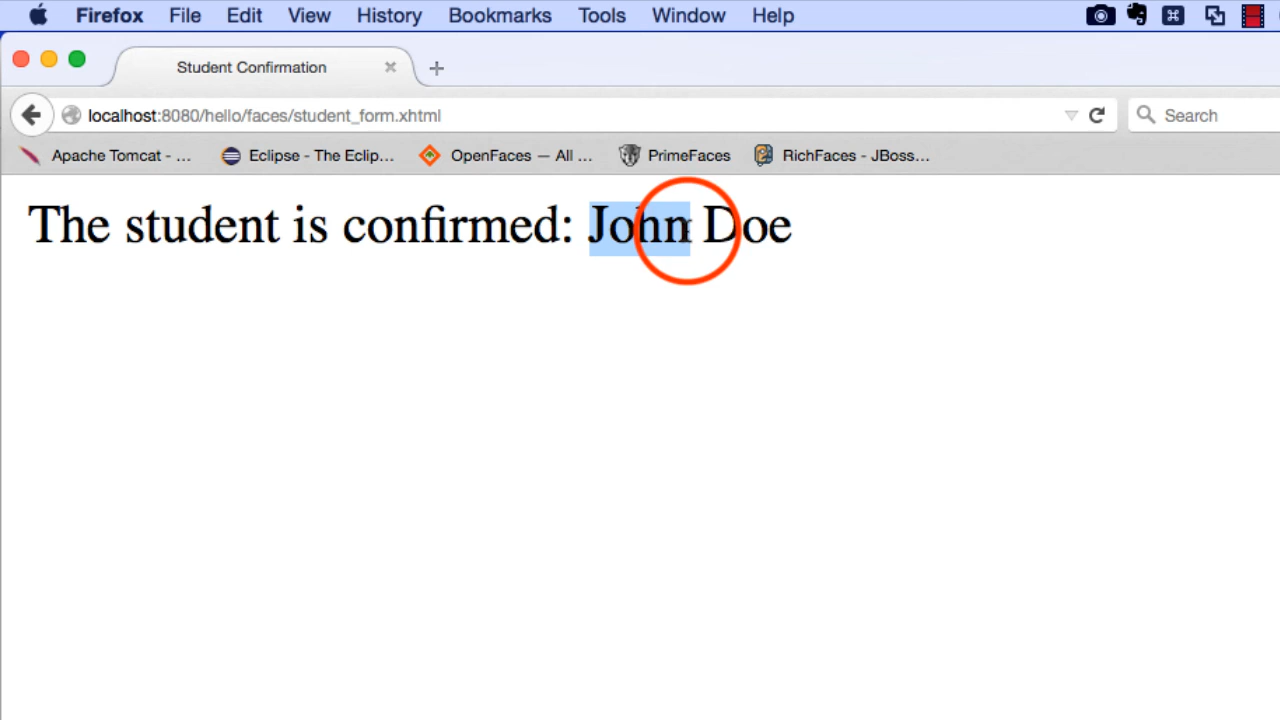 Firefox File Edit View History Bookmarks Tools Window Help
Student Confirmation
localhost:8080/hello/faces/student_form.xhtml Search
Apache Tomcat - ... Eclipse - The Eclip... OpenFaces — All ... PrimeFaces RichFaces - JBoss...
The student is confirmed: John Doe